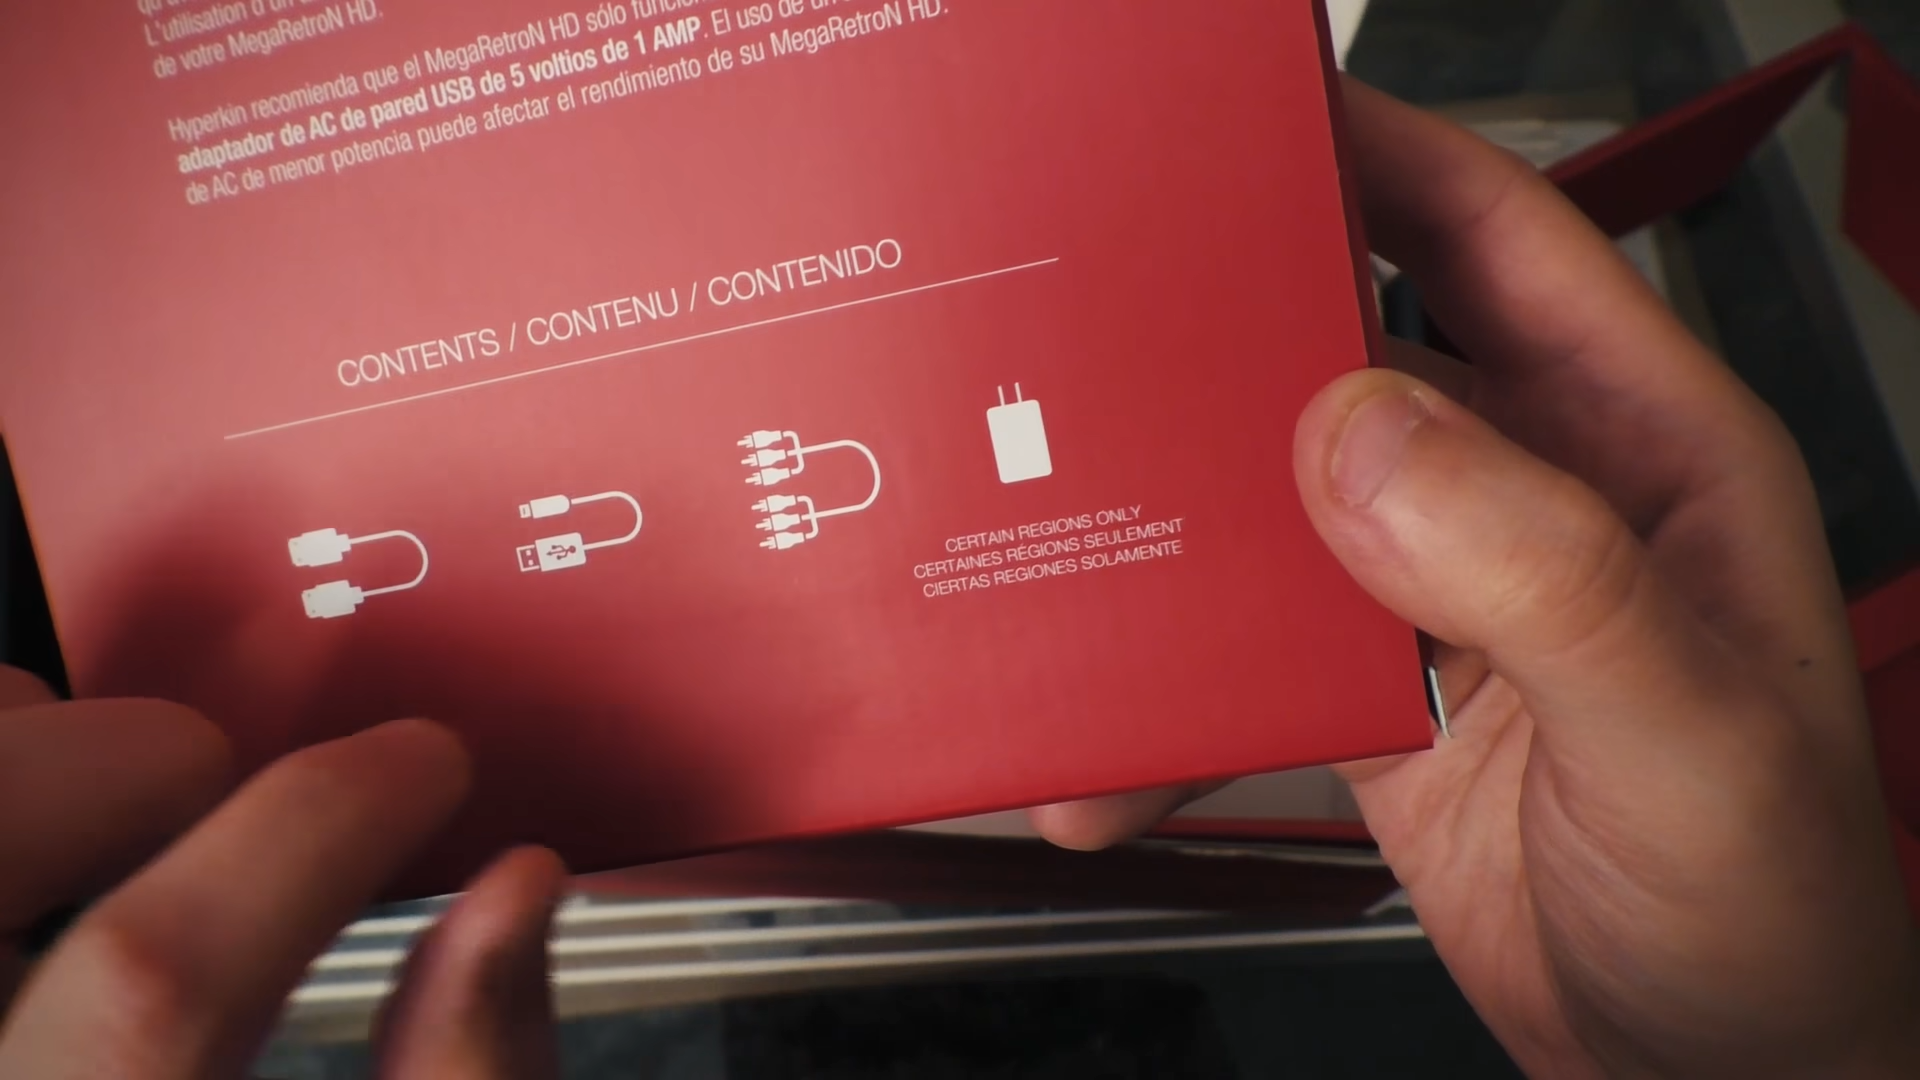 L'utilisation d'un
de votre MegaRetroN HD.
Hyperkin recomienda que el MegaRetroN HD sólo
adaptador de AC de pared USB de 5 voltios de 1 AMP. El uso de
de AC de menor potencia puede afectar el rendimiento de su MegaRetroN HD.
CONTENTS / CONTENU / CONTENIDO
CERTAIN REGIONS ONLY
CERTAINES RÉGIONS SEULEMENT
CIERTAS REGIONES SOLAMENTE